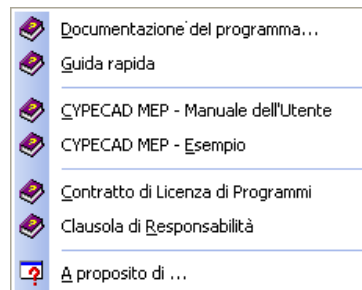 Documentazione del programma...
Guida rapida
CYPECAD MEP - Manuale dell'Utente
CYPECAD MEP - Esempio
Contratto di Licenza di Programmi
Clausola di Responsabilità
A proposito di ...